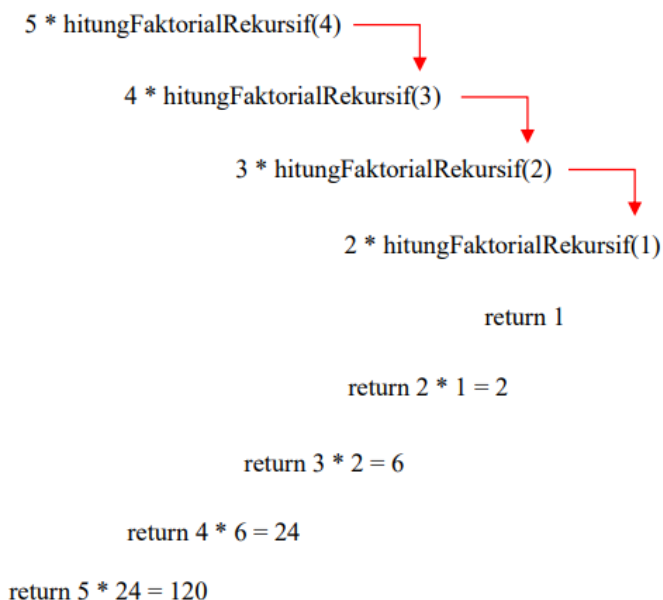 5 * hitungFaktorialRekursif(4)
4 * hitungFaktorialRekursif(3)
3 * hitungFaktorialRekursif(2)
2 * hitungFaktorialRekursif(1)
return 1
return 2 * 1 = 2
return 3 * 2 = 6
return 4 * 6 = 24
return 5 * 24 = 120